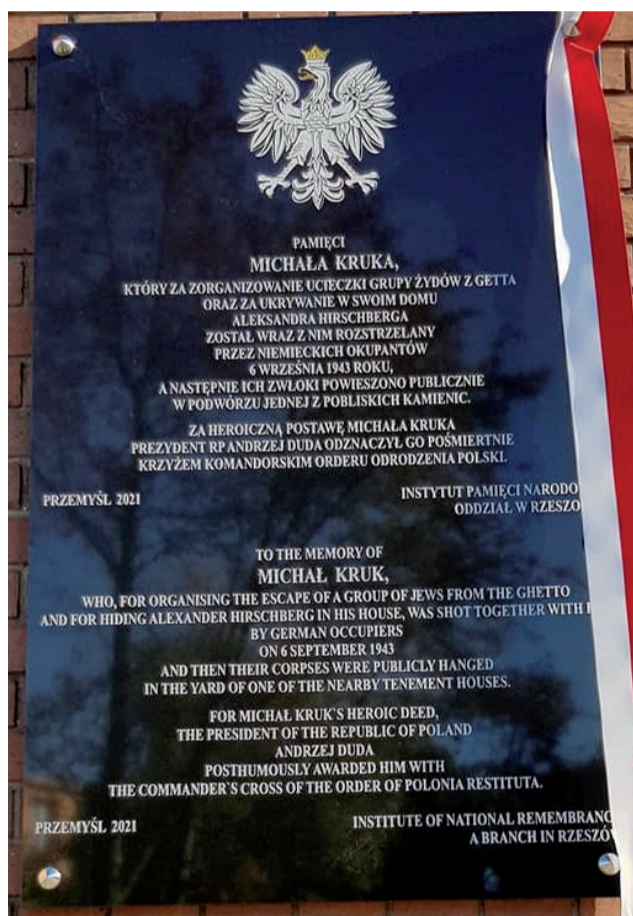 PAMIĘCI
MICHAŁA KRUKA,
KTÓRY ZA ZORGANIZOWANIE UCIECZKI GRUPY ŻYDÓW Z GETTA
ORAZ ZA UKRYWANIE W SWOIM DOMU
ALEKSANDRA HIRSCHBERGA
ZOSTAŁ WRAZ Z NIM ROZSTRZELANY
PRZEZ NIEMIECKICH OKUPANTÓW
6 WRZEŚNIA 1943 ROKU,
A NASTĘPNIE ICH ZWŁOKI POWIESZONO PUBLICZNIE
W PODWÓRZU JEDNEJ Z POBLISKICH KAMIENIC.
ZA HEROICZNĄ POSTAWĘ MICHAŁA KRUKA
PREZYDENT RP ANDRZEJ DUDA ODZNACZYŁ GO POŚMIERTNIE
KRZYŻEM KOMANDORSKIM ORDERU ODRODZENIA POLSKI.
PRZEMYŚL 2021
INSTYTUT PAMIĘCI NARODO
ODDZIAŁ W RZESZO
TO THE MEMORY OF
MICHAŁ KRUK,
WHO, FOR ORGANISING THE ESCAPE OF A GROUP OF JEWS FROM THE GHETTO
AND FOR HIDING ALEXANDER HIRSCHBERG IN HIS HOUSE, WAS SHOT TOGETHER WITH
BY GERMAN OCCUPIERS
ON 6 SEPTEMBER 1943
AND THEN THEIR CORPSES WERE PUBLICLY HANGED
IN THE YARD OF ONE OF THE NEARBY TENEMENT HOUSES.
FOR MICHAŁ KRUK`S HEROIC DEED,
THE PRESIDENT OF THE REPUBLIC OF POLAND
ANDRZEJ DUDA
POSTHUMOUSLY AWARDED HIM WITH
THE COMMANDER`S CROSS OF THE ORDER OF POLONIA RESTITUTA.
PRZEMYŚL 2021
INSTITUTE OF NATIONAL REMEMBRANC
A BRANCH IN RZESZÓW